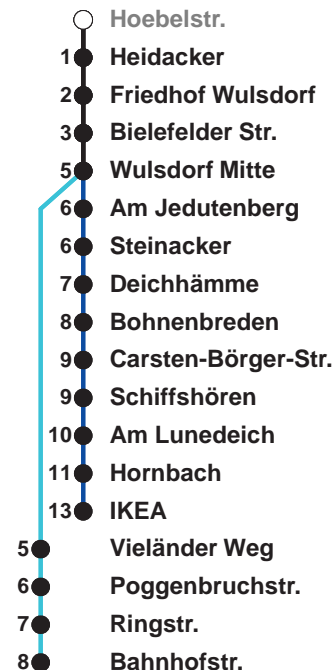 Hoebelstr.
1 Heidacker
2 Friedhof Wulsdorf
3 Bielefelder Str.
5 Wulsdorf Mitte
6 Am Jedutenberg
6 Steinacker
7 Deichhämme
8 Bohnenbreden
9 Carsten-Börger-Str.
9 Schiffshören
10 Am Lunedeich
11 Hornbach
13 IKEA
5 Vieländer Weg
6 Poggenbruchstr.
7 Ringstr.
8 Bahnhofstr.